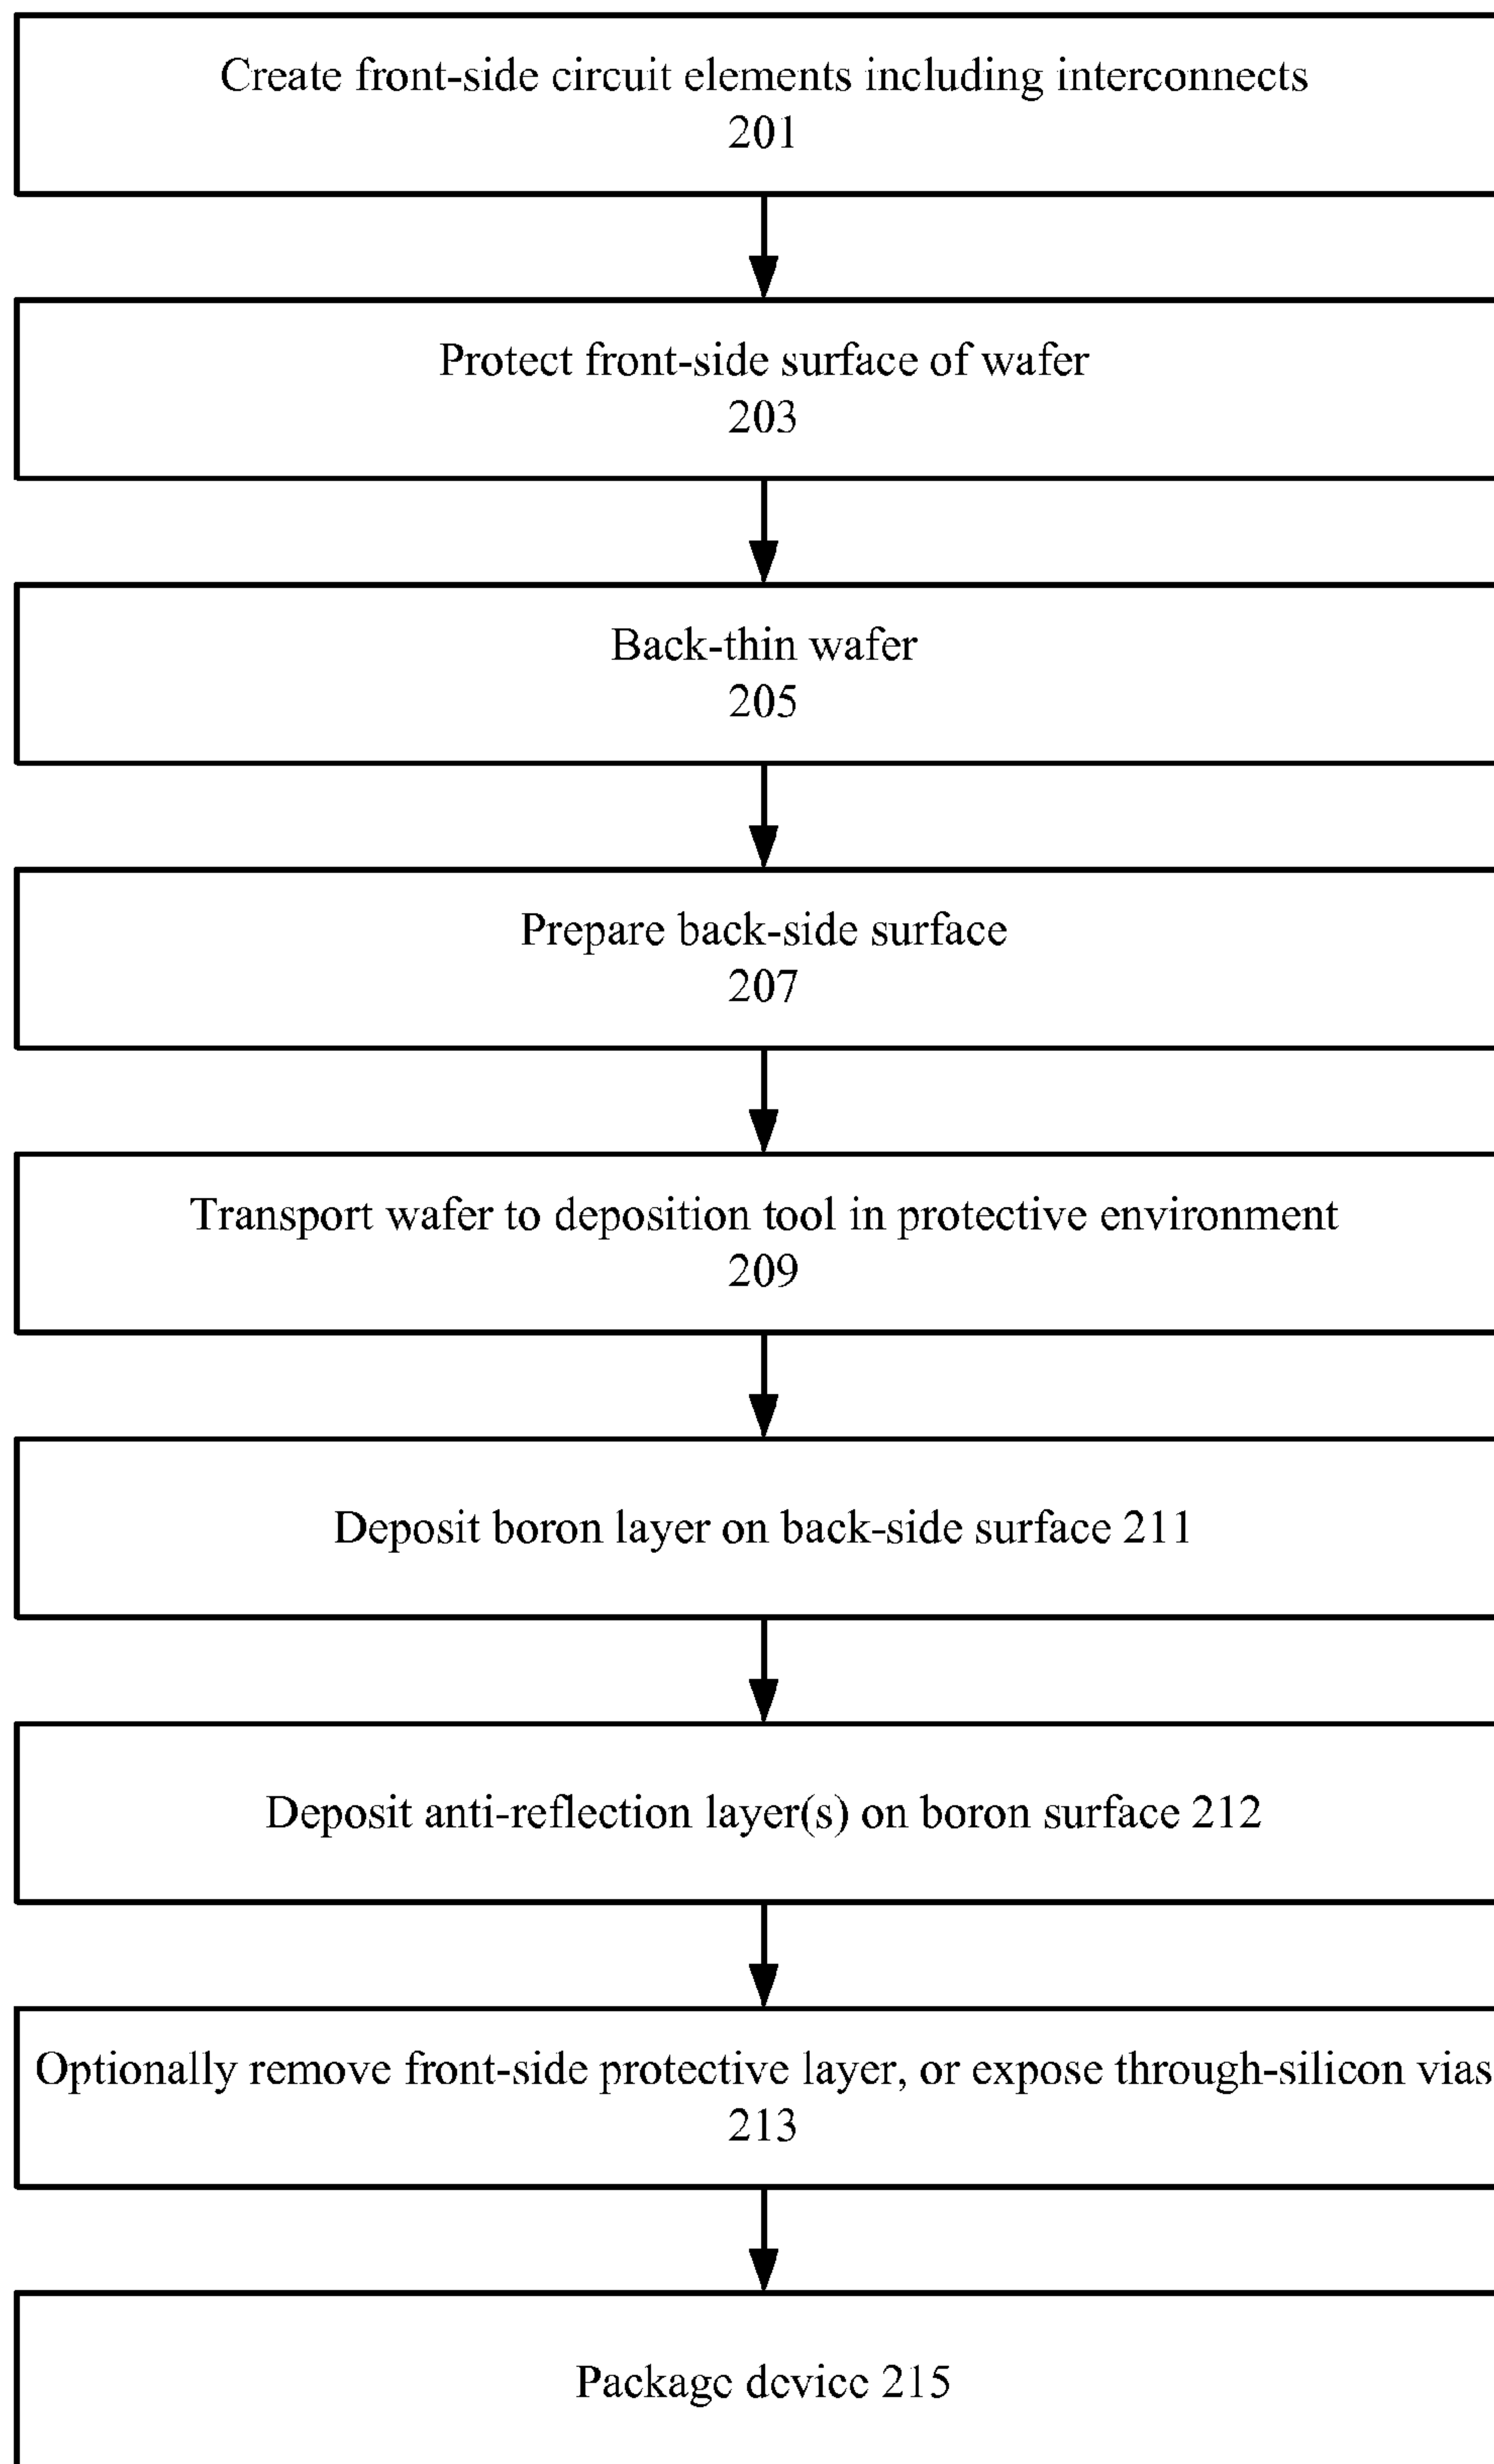 Create front-side circuit elements including interconnects
201
Protect front-side surface of wafer
203
Back-thin wafer
205
Prepare back-side surface
207
Transport wafer to deposition tool in protective environment
209
Deposit boron layer on back-side surface 211
Deposit anti-reflection layer(s) on boron surface 212
Optionally remove front-side protective layer, or expose through-silicon vias
213
Package device 215